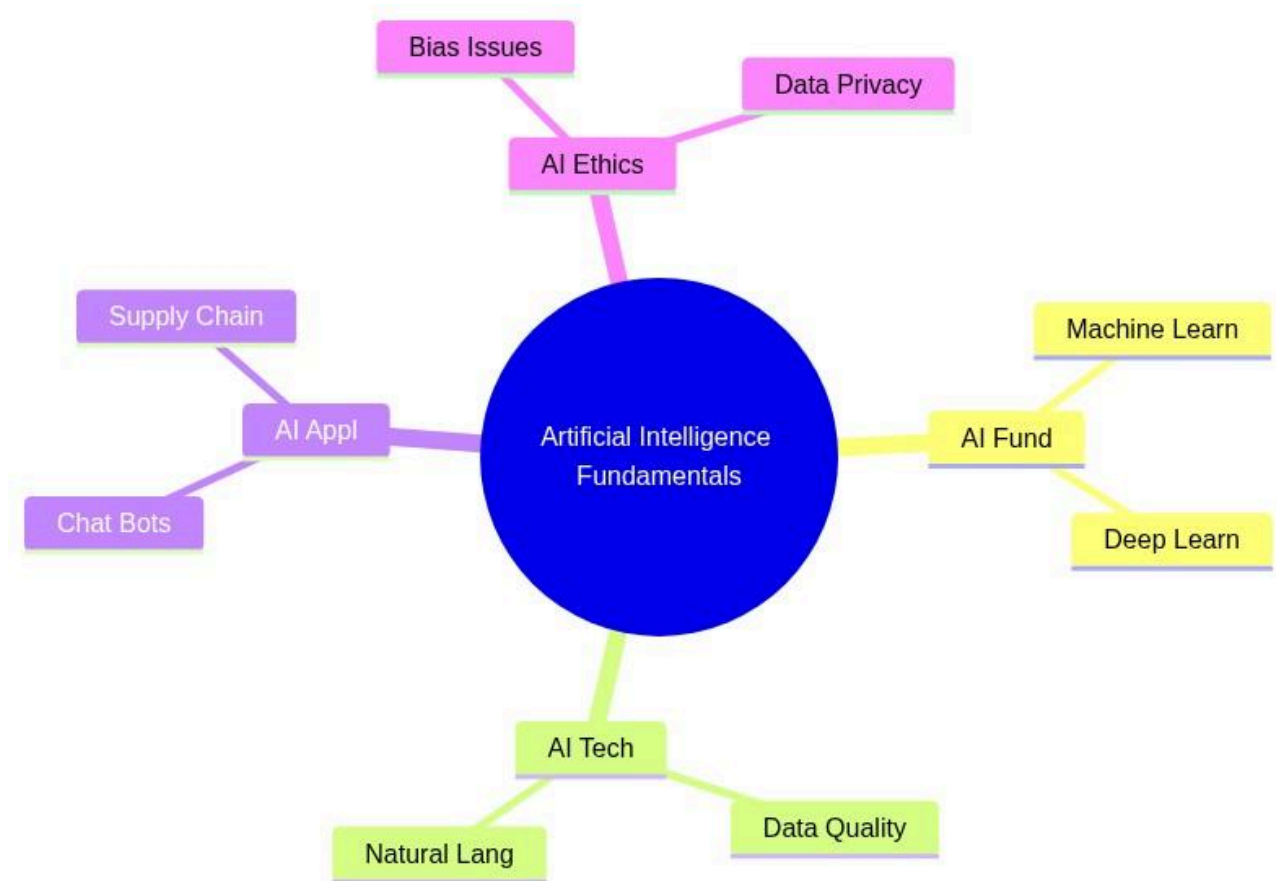 Bias Issues
Data Privacy
AI Ethics
Supply Chain
Machine Learn
AI Appl
Artificial Intelligence
Fundamentals
AI Fund
Chat Bots
Deep Learn
AI Tech
Data Quality
Natural Lang